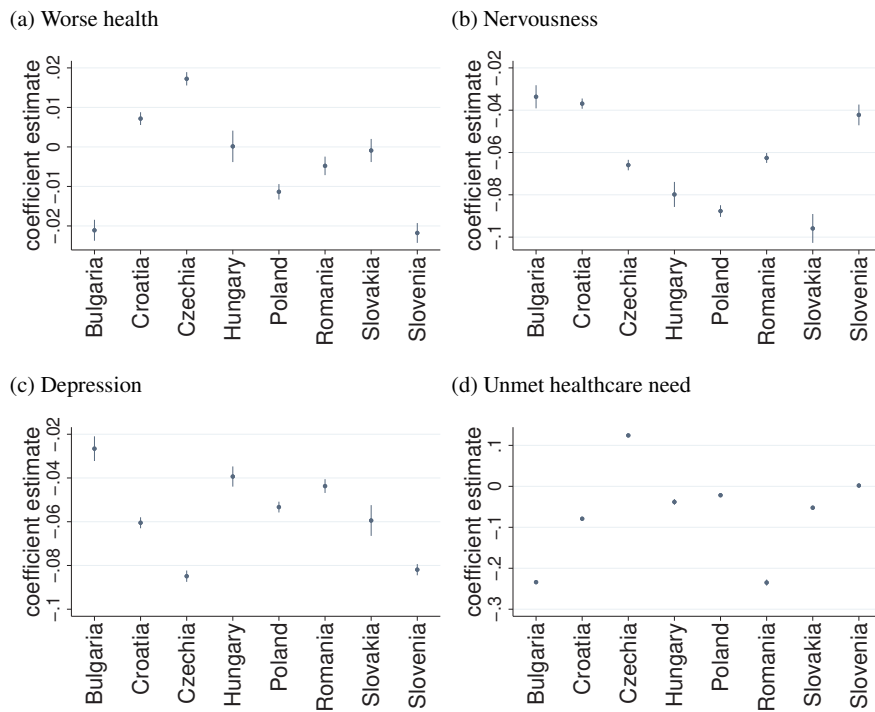 (a) Worse health
(b) Nervousness
coefficient estimate
.02
.01
0
−.01
−.02
Bulgaria
Croatia
Czechia
Hungary
Poland
Romania
Slovakia
Slovenia
coefficient estimate
−.02
−.04
−.06
−.08
−.1
Bulgaria
Croatia
Czechia
Hungary
Poland
Romania
Slovakia
Slovenia
(c) Depression
(d) Unmet healthcare need
coefficient estimate
−.02
−.04
−.06
−.08
−.1
Bulgaria
Croatia
Czechia
Hungary
Poland
Romania
Slovakia
Slovenia
coefficient estimate
.1
0
−.1
−.2
−.3
Bulgaria
Croatia
Czechia
Hungary
Poland
Romania
Slovakia
Slovenia